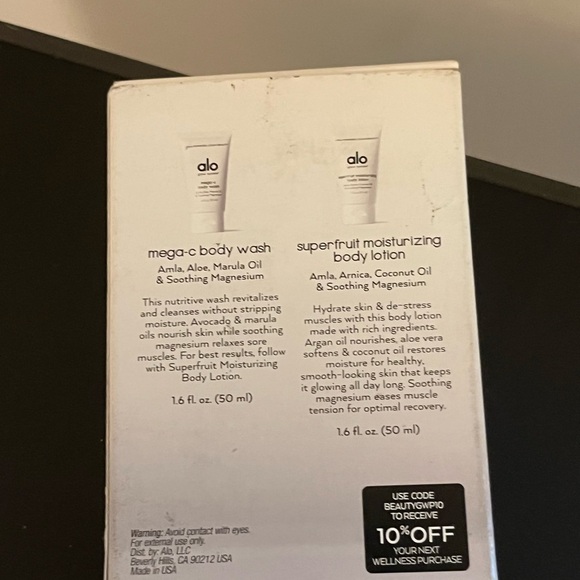 alo
mega-c
body wash
alo
mega-c body wash
Amla, Aloe, Marula Oil
& Soothing Magnesium
This nutritive wash revitalizes
and cleanses without stripping
moisture. Avocado & marula
oils nourish skin while soothing
magnesium relaxes sore
muscles. For best results, follow
with Superfruit Moisturizing
Body Lotion.
1.6 fl. oz. (50 ml)
superfruit moisturizing
body lotion
Amla, Arnica, Coconut Oil
& Soothing Magnesium
Hydrate skin & de-stress
muscles with this body lotion
made with rich ingredients.
Argan oil nourishes, aloe vera
softens & coconut oil restores
moisture for healthy,
smooth-looking skin that keeps
it glowing all day long. Soothing
magnesium eases muscle
tension for optimal recovery.
1.6 fl. oz. (50 ml)
Warning: Avoid contact with eyes.
For external use only.
Dist. by: Alo, LLC
Beverly Hills, CA 90212 USA
Made in USA
USE CODE
BEAUTYGWP10
TO RECEIVE
10% OFF
YOUR NEXT
WELLNESS PURCHASE